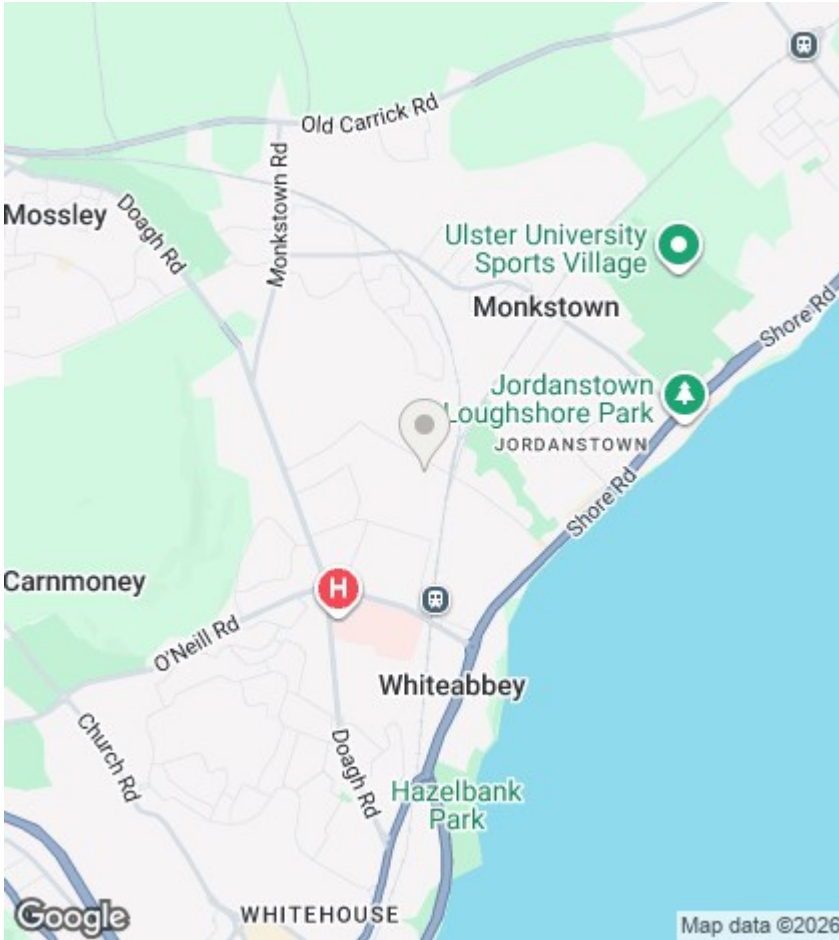 Old Carrick Rd
Mossley
Doagh Rd
Monkstown Rd
Ulster University
Sports Village
Monkstown
Shore Rd
Jordanstown
Loughshore Park
JORDANSTOWN
Shore Rd
Carnmoney
H
O'Neill Rd
Whiteabbey
Church Rd
Doagh Rd
Hazelbank
Park
WHITEHOUSE
Google
Map data ©2026